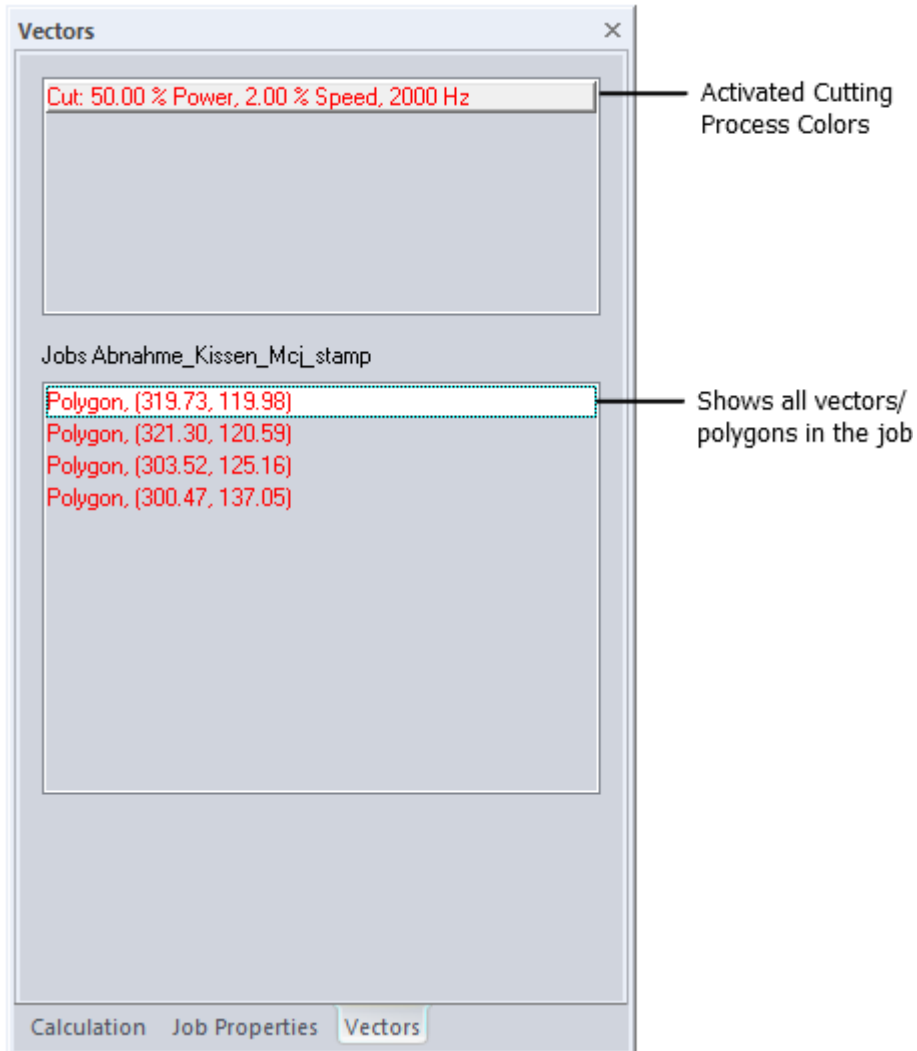 Vectors
Cut: 50.00 % Power, 2.00 % Speed, 2000 Hz
Activated Cutting
Process Colors
Jobs Abnahme_Kissen_Mcj_stamp
Polygon, (319.73, 119.98)
Shows all vectors/
polygons in the job
Polygon, (321.30, 120.59)
Polygon, (303.52, 125.16)
Polygon, (300.47, 137.05)
Calculation Job Properties Vectors